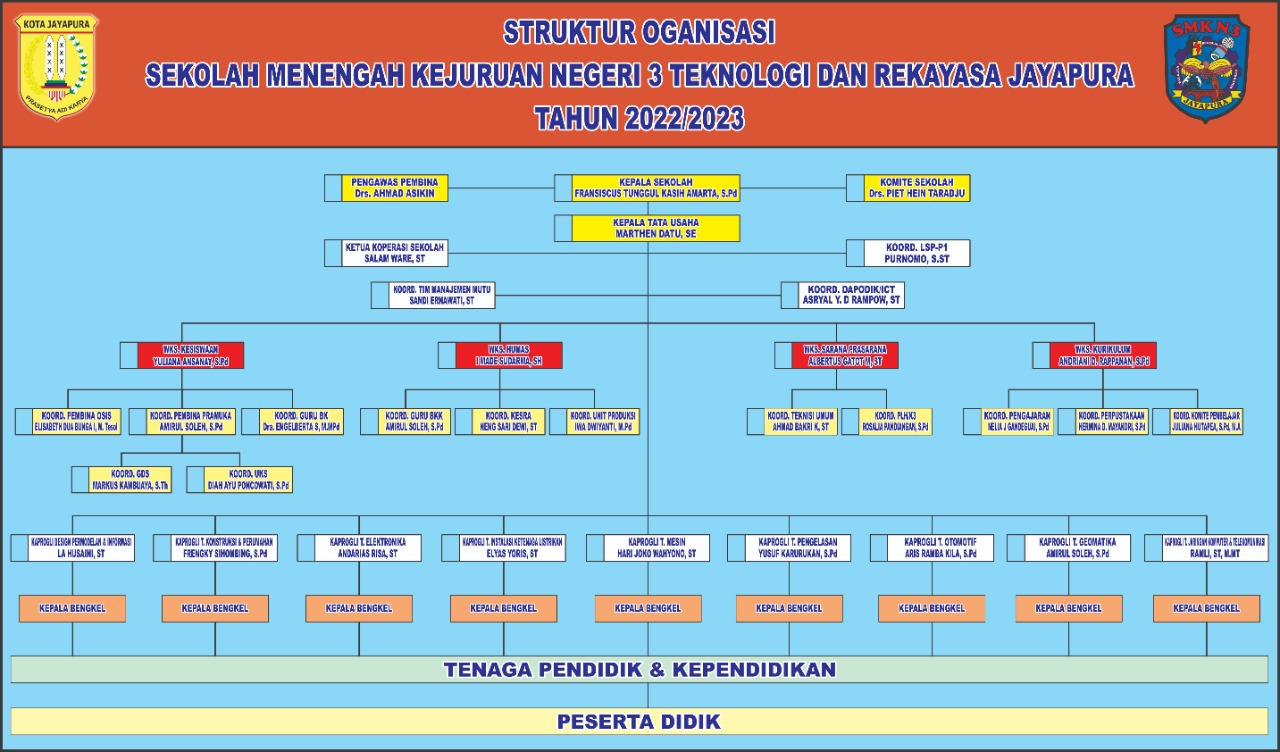 KOTA JAYAPURA
PRASETYA ADI KARYA
STRUKTUR OGANISASI
SEKOLAH MENENGAH KEJURUAN NEGERI 3 TEKNOLOGI DAN REKAYASA JAYAPURA
TAHUN 2022/2023
SMKN3
JAYAPURA
PENGAWAS PEMBINA
Drs. AHMAD ASIKIN
KEPALA SEKOLAH
FRANSISCUS TUNGGUL KASIH AMARTA, S.Pd
KOMITE SEKOLAH
Drs. PIET HEIN TARADJU
KEPALA TATA USAHA
MARTHEN DATU, SE
KETUA KOPERASI SEKOLAH
SALAM WARE, ST
KOORD. LSP-P1
PURNOMO, S.ST
KOORD. TIM MANAJEMEN MUTU
SANDI ERNAWATI, ST
KOORD. DAPODIK/ICT
ASRYAL Y. D RAMPOW, ST
WKS. KESISWAAN
YULIANA ANSANAY, S.Pd
WKS. HUMAS
I MADE SUDARMA, SH
WKS. SARANA PRASARANA
ALBERTUS GATOT M, ST
WKS. KURIKULUM
ANDRIANI D. RAPPANAN, S.Pd
KOORD. PEMBINA OSIS
ELISABETH DUA BUNGA I, M. Tesol
KOORD. PEMBINA PRAMUKA
AMIRUL SOLEH, S.Pd
KOORD. GURU BK
Dra. ENGELBERTA S, M.MPd
KOORD. GURU BKK
AMIRUL SOLEH, S.Pd
KOORD. KESRA
NENG SARI DEWI, ST
KOORD. UNIT PRODUKSI
IWA DWIYANTI, M.Pd
KOORD. TEKNISI UMUM
AHMAD BAKRI K, ST
KOORD. PLH/K3
ROSALIA PANDIANGAN, S.Pd
KOORD. PENGAJARAN
NELIA J GANDEGUAI, S.Pd
KOORD. PERPUSTAKAAN
HERMINA D. MAYANDRI, S.Pd
KOORD. KOMITE PEMBELAJAR
JULIANA HUTAPEA, S.Pd, M.A
KOORD. GDS
MARKUS KAMBUAYA, S.Th
KOORD. UKS
DIAH AYU PONCOWATI, S.Pd
KAPROGLI DESIGN PERMODELAN & INFORMASI
LA HUSAINI, ST
KAPROGLI T. KONSTRUKSI & PERUMAHAN
FRENGKY SIHOMBING, S.Pd
KAPROGLI T. ELEKTRONIKA
ANDARIAS RISA, ST
KAPROGLI T. INSTALASI KETENAGA LISTRIKAN
ELYAS YORIS, ST
KAPROGLI T. MESIN
HARI JOKO WAHYONO, ST
KAPROGLI T. PENGELASAN
YUSUF KARURUKAN, S.Pd
KAPROGLI T. OTOMOTIF
ARIS RAMBA KILA, S.Pd
KAPROGLI T. GEOMATIKA
AMIRUL SOLEH, S.Pd
KAPROGLI T. JARINGAN KOMPUTER & TELEKOMUNIKASI
RAMLI, ST, M.MT
KEPALA BENGKEL
KEPALA BENGKEL
KEPALA BENGKEL
KEPALA BENGKEL
KEPALA BENGKEL
KEPALA BENGKEL
KEPALA BENGKEL
KEPALA BENGKEL
KEPALA BENGKEL
TENAGA PENDIDIK & KEPENDIDIKAN
PESERTA DIDIK